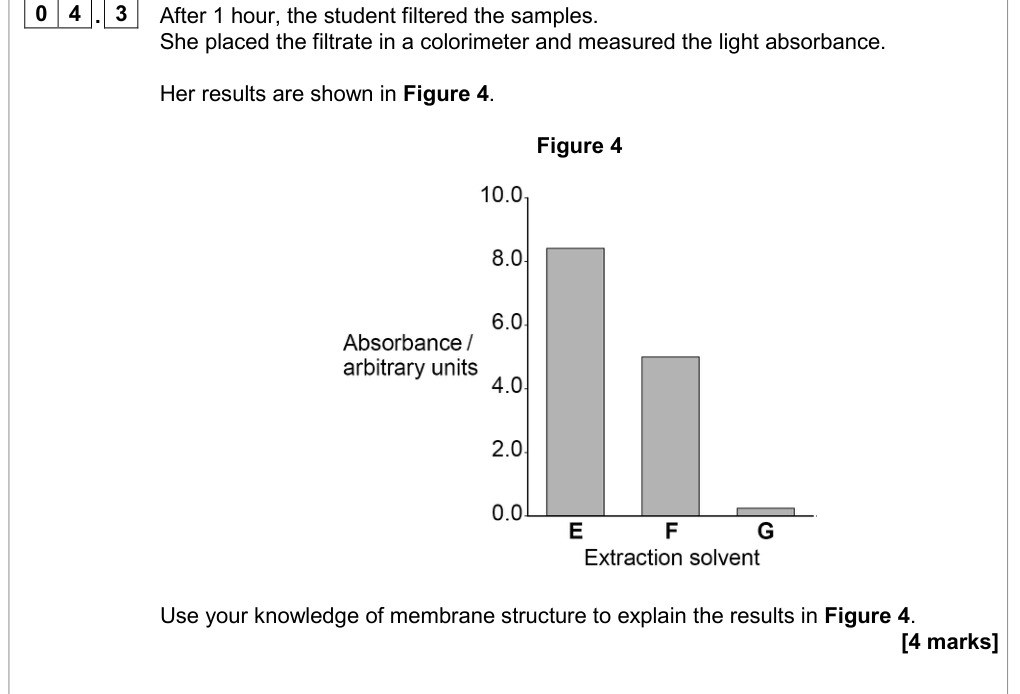 04.3 After 1 hour, the student filtered the samples.
She placed the filtrate in a colorimeter and measured the light absorbance.
Her results are shown in Figure 4.
Figure 4
10.0
8.0
6.0
Absorbance /
arbitrary units
4.0
2.0
0.0
E F G
Extraction solvent
Use your knowledge of membrane structure to explain the results in Figure 4.
[4 marks]